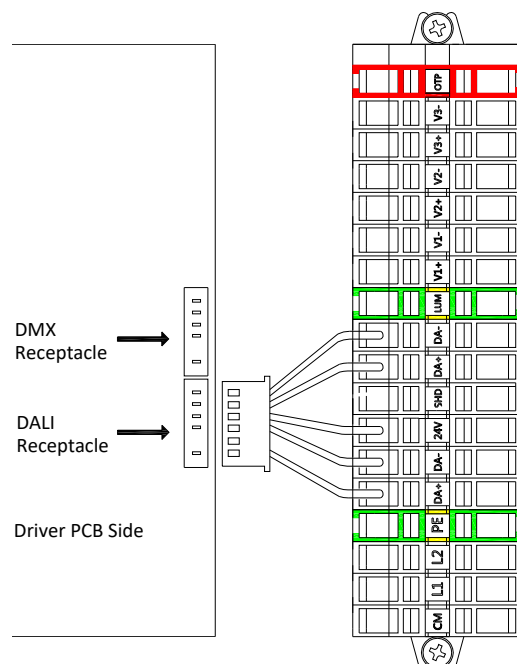 DMX
Receptacle
DALI
Receptacle
Driver PCB Side
OTP
V3-
V3+
V2-
V2+
V1-
V1+
LUM
DA-
DA+
SHD
24V
DA-
DA+
PE
L2
L1
CM